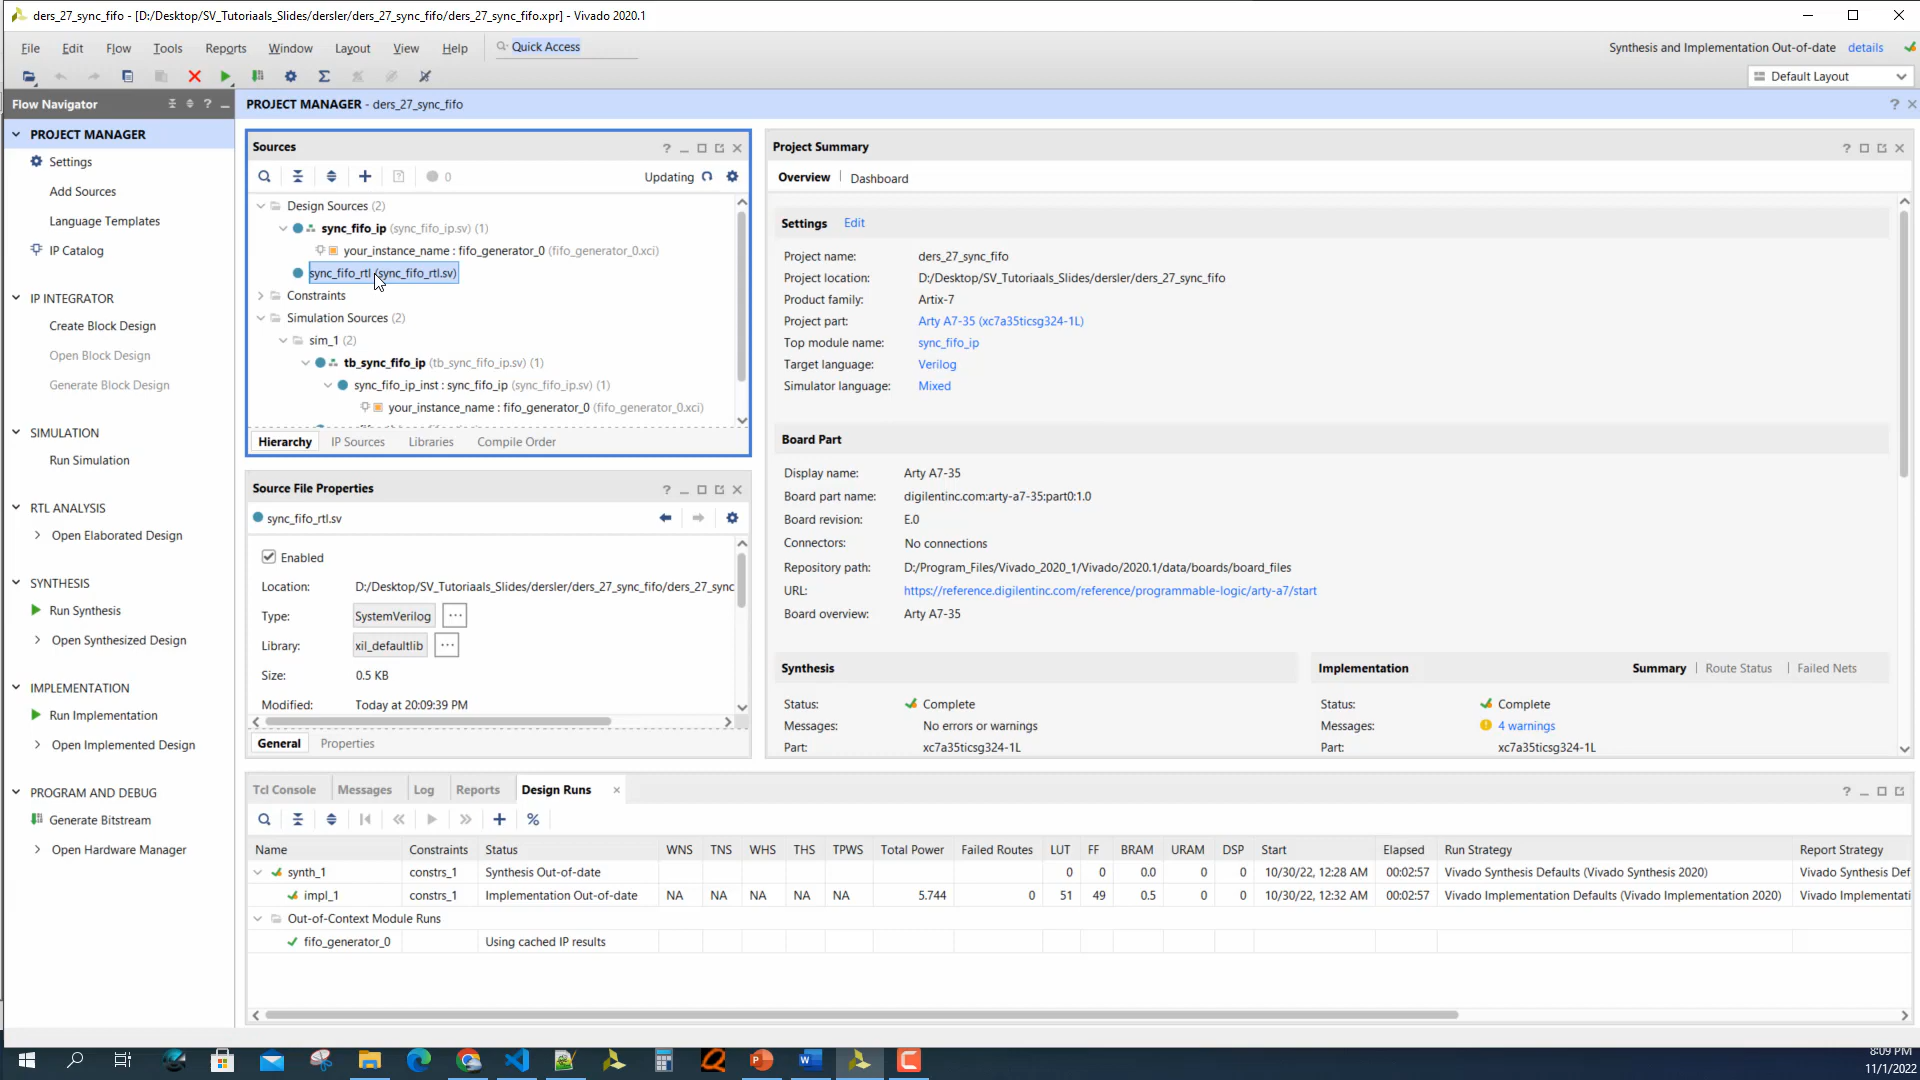 ders_27_sync_fifo - [D:/Desktop/SV_Tutoriaals_Slides/dersler/ders_27_sync_fifo/ders_27_sync_fifo.xpr] - Vivado 2020.1
File Edit Flow Tools Reports Window Layout View Help Quick Access
Synthesis and Implementation Out-of-date details
Default Layout
Flow Navigator
PROJECT MANAGER
Settings
Add Sources
Language Templates
IP Catalog
IP INTEGRATOR
Create Block Design
Open Block Design
Generate Block Design
SIMULATION
Run Simulation
RTL ANALYSIS
Open Elaborated Design
SYNTHESIS
Run Synthesis
Open Synthesized Design
IMPLEMENTATION
Run Implementation
Open Implemented Design
PROGRAM AND DEBUG
Generate Bitstream
Open Hardware Manager
PROJECT MANAGER - ders_27_sync_fifo
Sources
0 Updating
Design Sources (2)
sync_fifo_ip (sync_fifo_ip.sv) (1)
your_instance_name : fifo_generator_0 (fifo_generator_0.xci)
sync_fifo_rtl (sync_fifo_rtl.sv)
Constraints
Simulation Sources (2)
sim_1 (2)
tb_sync_fifo_ip (tb_sync_fifo_ip.sv) (1)
sync_fifo_ip_inst : sync_fifo_ip (sync_fifo_ip.sv) (1)
your_instance_name : fifo_generator_0 (fifo_generator_0.xci)
Hierarchy IP Sources Libraries Compile Order
Source File Properties
sync_fifo_rtl.sv
Enabled
Location: D:/Desktop/SV_Tutoriaals_Slides/dersler/ders_27_sync_fifo/ders_27_sync
Type: SystemVerilog
Library: xil_defaultlib
Size: 0.5 KB
Modified: Today at 20:09:39 PM
General Properties
Project Summary
Overview Dashboard
Settings Edit
Project name: ders_27_sync_fifo
Project location: D:/Desktop/SV_Tutoriaals_Slides/dersler/ders_27_sync_fifo
Product family: Artix-7
Project part: Arty A7-35 (xc7a35ticsg324-1L)
Top module name: sync_fifo_ip
Target language: Verilog
Simulator language: Mixed
Board Part
Display name: Arty A7-35
Board part name: digilentinc.com:arty-a7-35:part0:1.0
Board revision: E.0
Connectors: No connections
Repository path: D:/Program_Files/Vivado_2020_1/Vivado/2020.1/data/boards/board_files
URL: https://reference.digilentinc.com/reference/programmable-logic/arty-a7/start
Board overview: Arty A7-35
Synthesis
Status: Complete
Messages: No errors or warnings
Part: xc7a35ticsg324-1L
Implementation Summary Route Status Failed Nets
Status: Complete
Messages: 4 warnings
Part: xc7a35ticsg324-1L
Tcl Console Messages Log Reports Design Runs
Name Constraints Status WNS TNS WHS THS TPWS Total Power Failed Routes LUT FF BRAM URAM DSP Start Elapsed Run Strategy Report Strategy
synth_1 constrs_1 Synthesis Out-of-date 0 0 0.0 0 0 10/30/22, 12:28 AM 00:02:57 Vivado Synthesis Defaults (Vivado Synthesis 2020) Vivado Synthesis Def
impl_1 constrs_1 Implementation Out-of-date NA NA NA NA NA 5.744 0 51 49 0.5 0 0 10/30/22, 12:32 AM 00:02:57 Vivado Implementation Defaults (Vivado Implementation 2020) Vivado Implementati
Out-of-Context Module Runs
fifo_generator_0 Using cached IP results
8:09 PM
11/1/2022